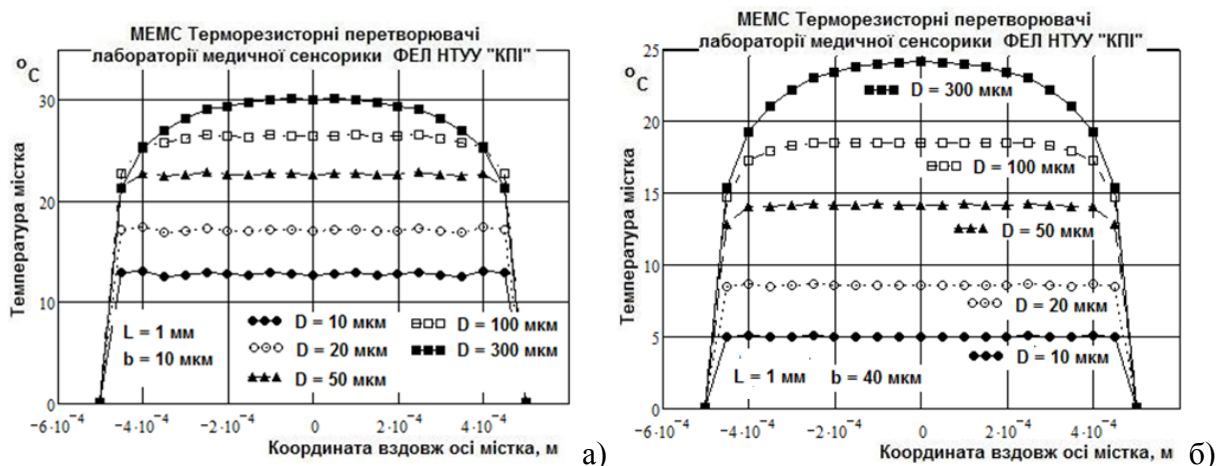 МЕМС Терморезисторні перетворювачі
лабораторії медичної сенсорики ФЕЛ НТУУ "КПІ"
°C
Температура містка
30
20
10
0
L = 1 мм
b = 10 мкм
D = 10 мкм
D = 20 мкм
D = 50 мкм
D = 100 мкм
D = 300 мкм
−6·10⁻⁴ −4·10⁻⁴ −2·10⁻⁴ 0 2·10⁻⁴ 4·10⁻⁴
Координата вздовж осі містка, м
а)
МЕМС Терморезисторні перетворювачі
лабораторії медичної сенсорики ФЕЛ НТУУ "КПІ"
°C
Температура містка
25
20
15
10
5
0
D = 300 мкм
D = 100 мкм
D = 50 мкм
D = 20 мкм
D = 10 мкм
L = 1 мм b = 40 мкм
−6·10⁻⁴ −4·10⁻⁴ −2·10⁻⁴ 0 2·10⁻⁴ 4·10⁻⁴
Координата вздовж осі містка, м
б)